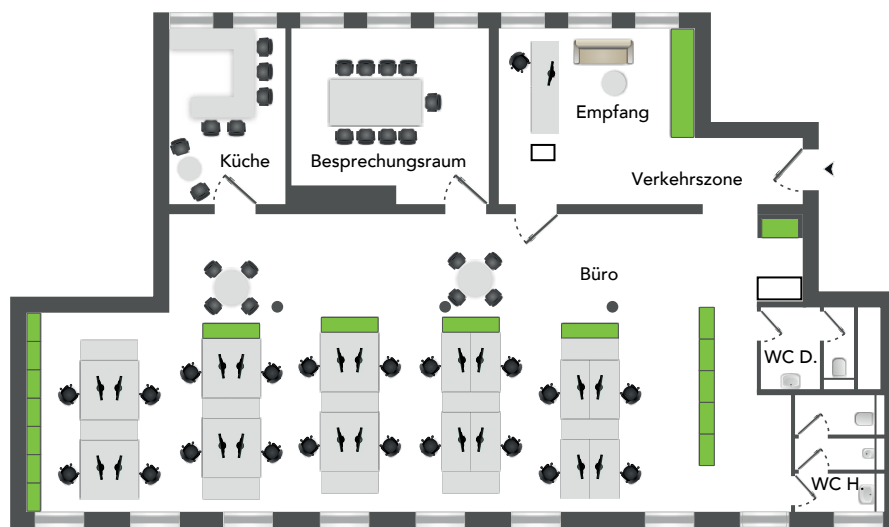 Empfang
Küche
Besprechungsraum
Verkehrszone
Büro
WC D.
WC H.